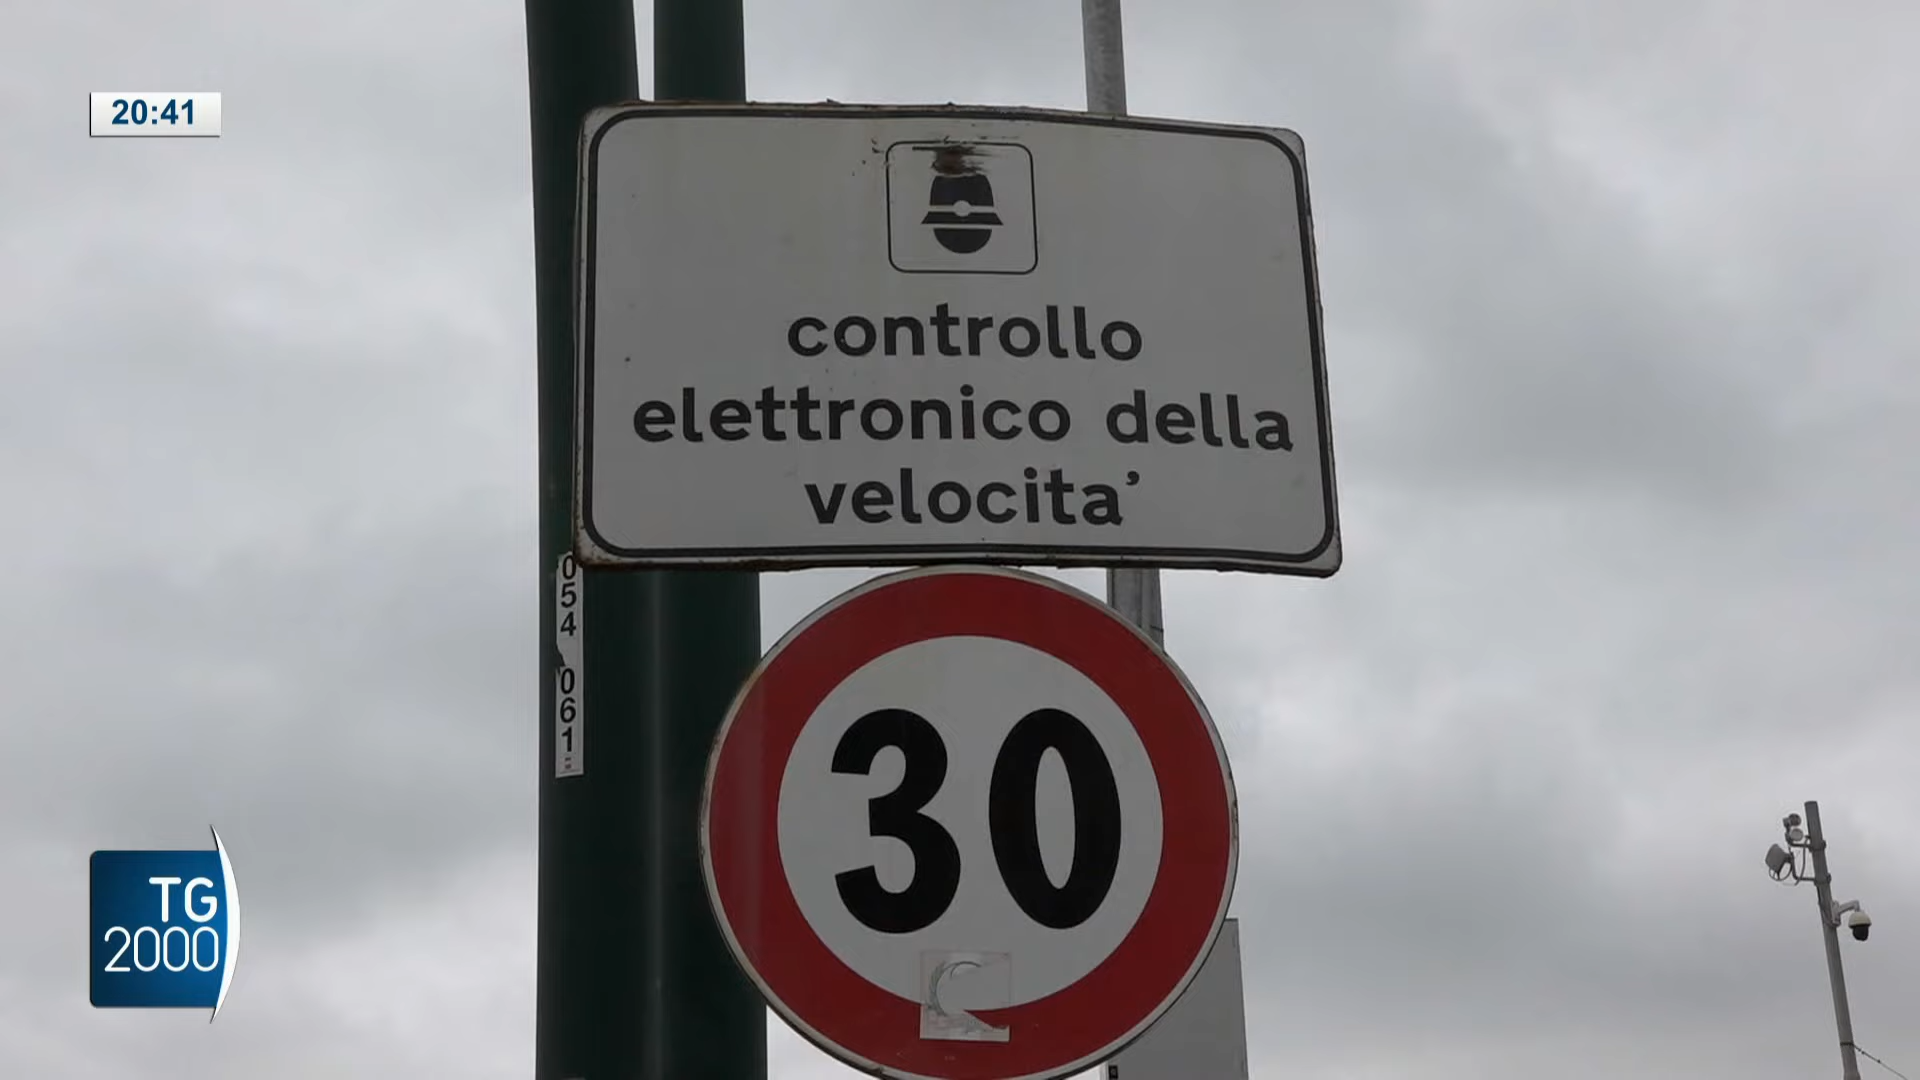 20:41
controllo
elettronico della
velocita'
054 061
30
TG
2000